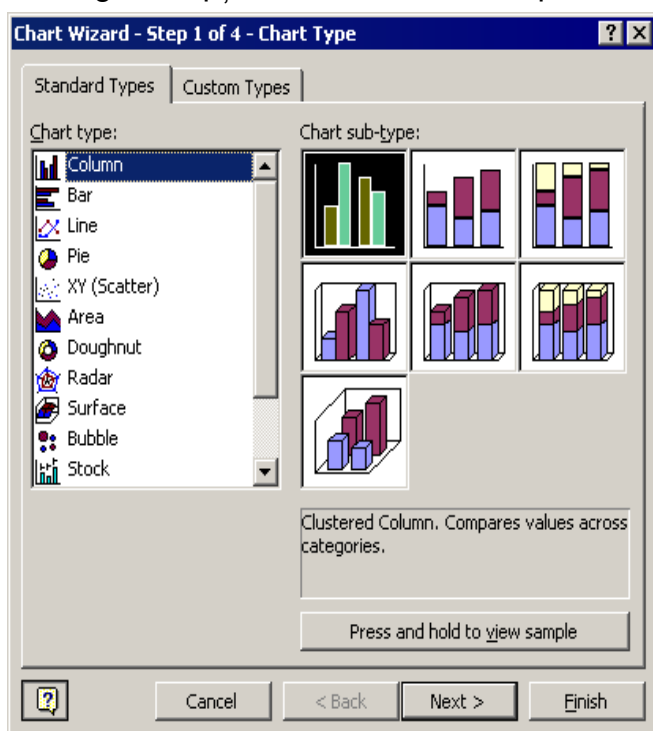 Chart Wizard - Step 1 of 4 - Chart Type
Standard Types
Custom Types
Chart type:
Column
Bar
Line
Pie
XY (Scatter)
Area
Doughnut
Radar
Surface
Bubble
Stock
Chart sub-type:
Clustered Column. Compares values across
categories.
Press and hold to view sample
Cancel
< Back
Next >
Finish